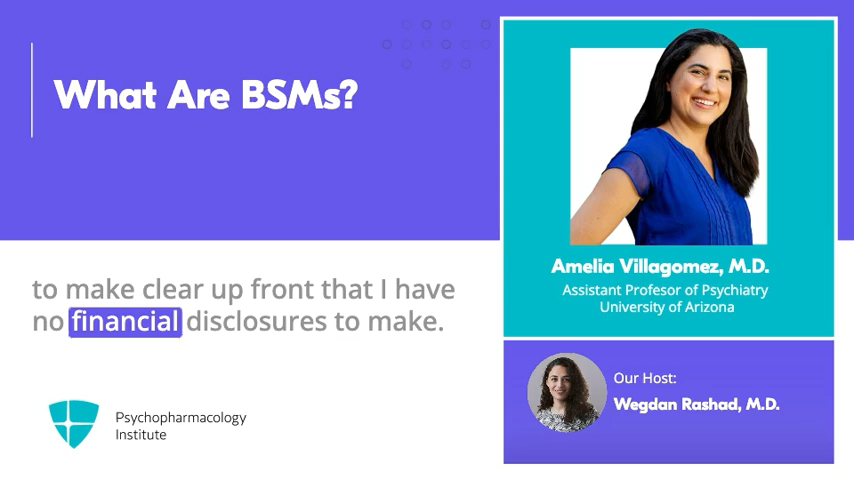 What Are BSMs?
to make clear up front that I have
no financial disclosures to make.
Psychopharmacology
Institute
Amelia Villagomez, M.D.
Assistant Profesor of Psychiatry
University of Arizona
Our Host:
Wegdan Rashad, M.D.